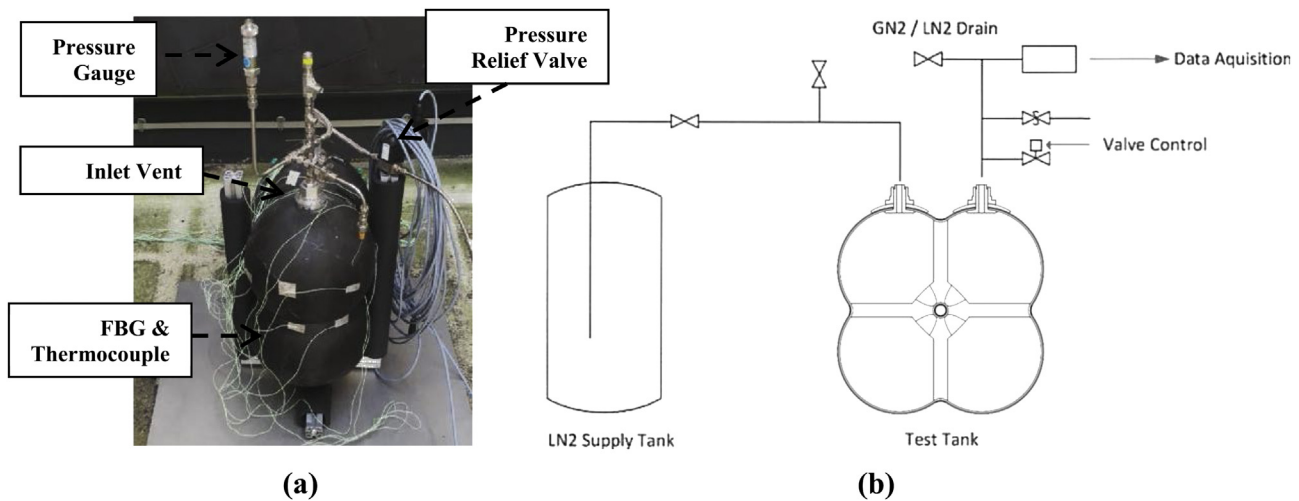 Pressure
Gauge
Pressure
Relief Valve
Inlet Vent
FBG &
Thermocouple
GN2 / LN2 Drain
Data Aquisition
S
Valve Control
LN2 Supply Tank
Test Tank
(a)
(b)